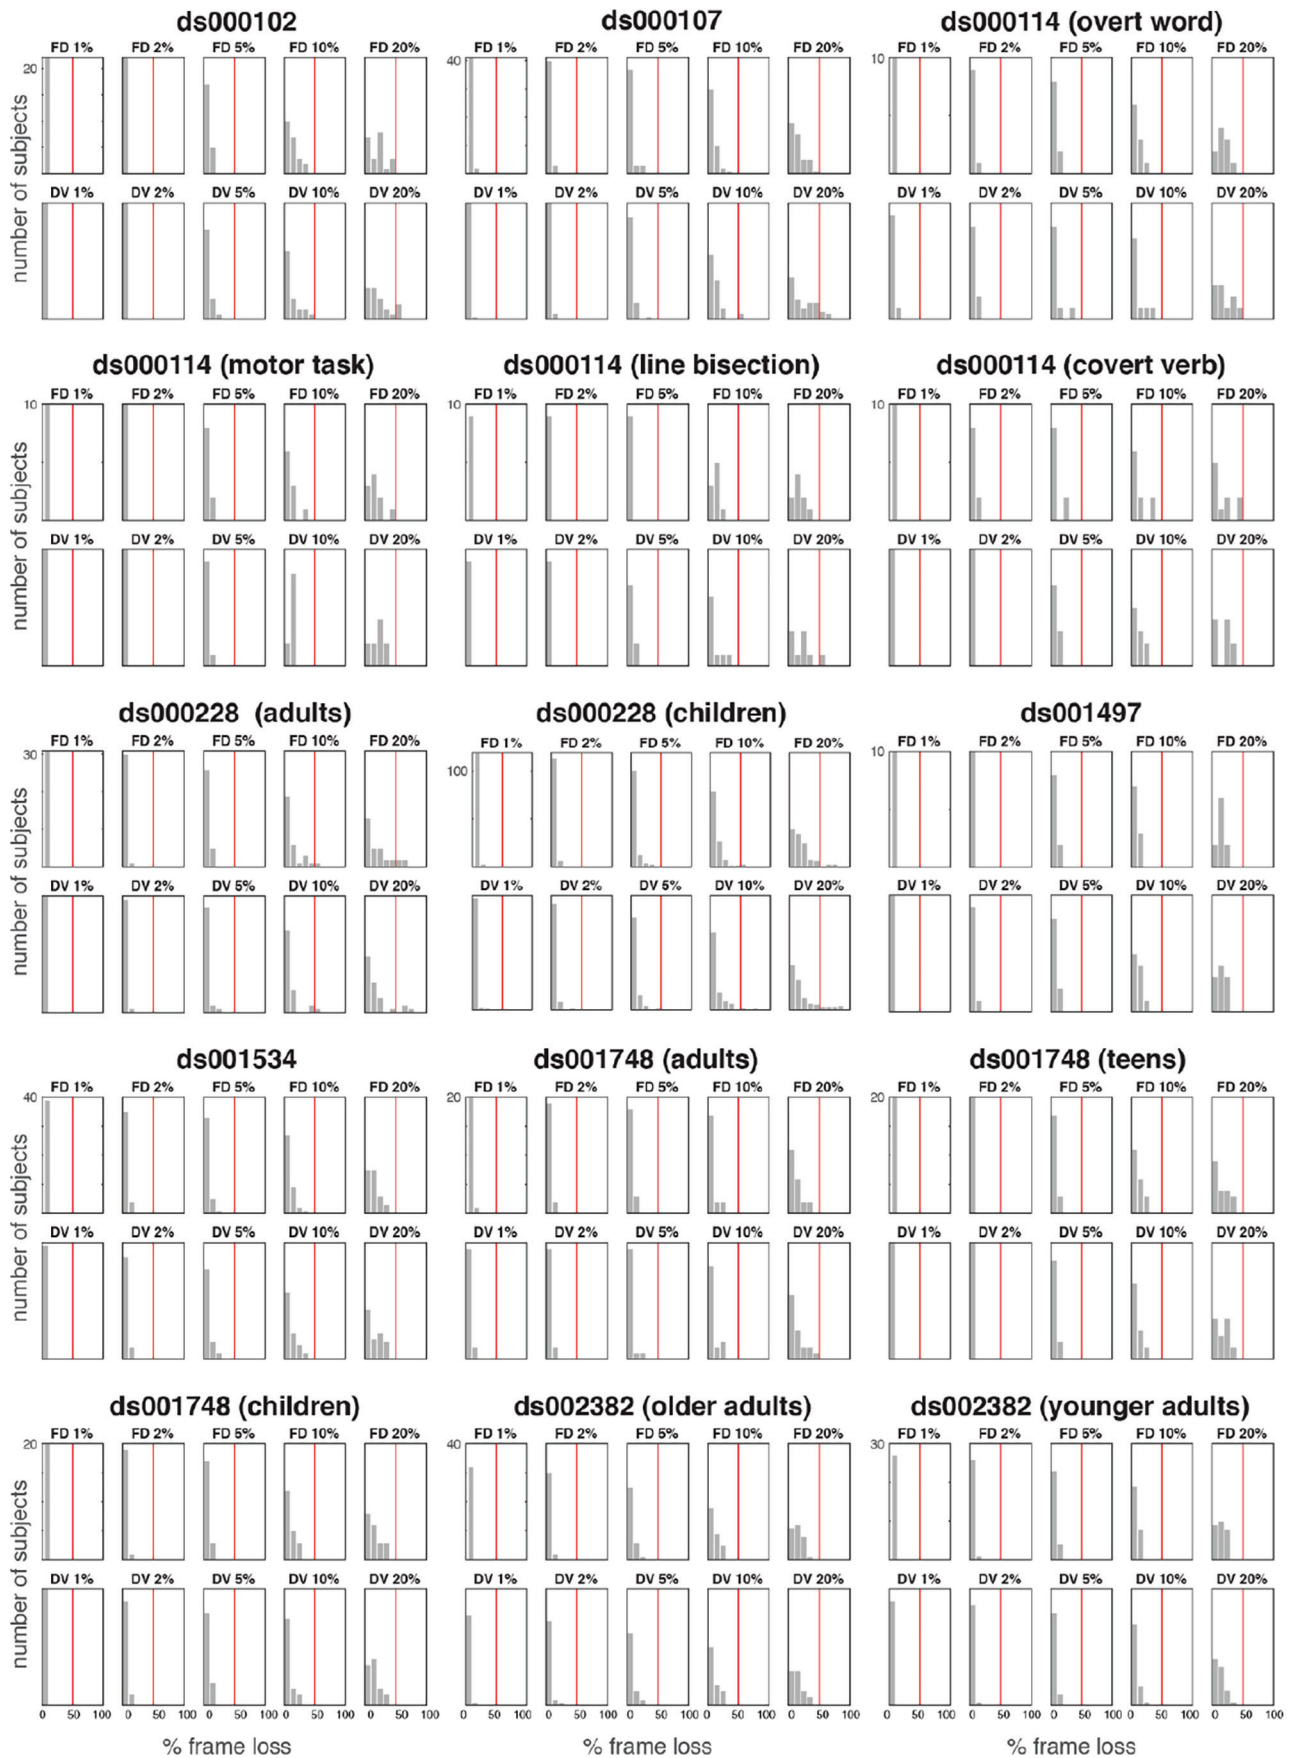 ds000102 ds000107 ds000114 (overt word)
FD 1% FD 2% FD 5% FD 10% FD 20% FD 1% FD 2% FD 5% FD 10% FD 20% FD 1% FD 2% FD 5% FD 10% FD 20%
20 40 10
number of subjects
DV 1% DV 2% DV 5% DV 10% DV 20% DV 1% DV 2% DV 5% DV 10% DV 20% DV 1% DV 2% DV 5% DV 10% DV 20%
ds000114 (motor task) ds000114 (line bisection) ds000114 (covert verb)
FD 1% FD 2% FD 5% FD 10% FD 20% FD 1% FD 2% FD 5% FD 10% FD 20% FD 1% FD 2% FD 5% FD 10% FD 20%
10 10 10
number of subjects
DV 1% DV 2% DV 5% DV 10% DV 20% DV 1% DV 2% DV 5% DV 10% DV 20% DV 1% DV 2% DV 5% DV 10% DV 20%
ds000228 (adults) ds000228 (children) ds001497
FD 1% FD 2% FD 5% FD 10% FD 20% FD 1% FD 2% FD 5% FD 10% FD 20% FD 1% FD 2% FD 5% FD 10% FD 20%
30 100 10
number of subjects
DV 1% DV 2% DV 5% DV 10% DV 20% DV 1% DV 2% DV 5% DV 10% DV 20% DV 1% DV 2% DV 5% DV 10% DV 20%
ds001534 ds001748 (adults) ds001748 (teens)
FD 1% FD 2% FD 5% FD 10% FD 20% FD 1% FD 2% FD 5% FD 10% FD 20% FD 1% FD 2% FD 5% FD 10% FD 20%
40 20 20
number of subjects
DV 1% DV 2% DV 5% DV 10% DV 20% DV 1% DV 2% DV 5% DV 10% DV 20% DV 1% DV 2% DV 5% DV 10% DV 20%
ds001748 (children) ds002382 (older adults) ds002382 (younger adults)
FD 1% FD 2% FD 5% FD 10% FD 20% FD 1% FD 2% FD 5% FD 10% FD 20% FD 1% FD 2% FD 5% FD 10% FD 20%
20 40 30
number of subjects
DV 1% DV 2% DV 5% DV 10% DV 20% DV 1% DV 2% DV 5% DV 10% DV 20% DV 1% DV 2% DV 5% DV 10% DV 20%
0 50 100 0 50 100 0 50 100 0 50 100 0 50 100 0 50 100 0 50 100 0 50 100 0 50 100 0 50 100 0 50 100 0 50 100 0 50 100 0 50 100 0 50 100
% frame loss % frame loss % frame loss